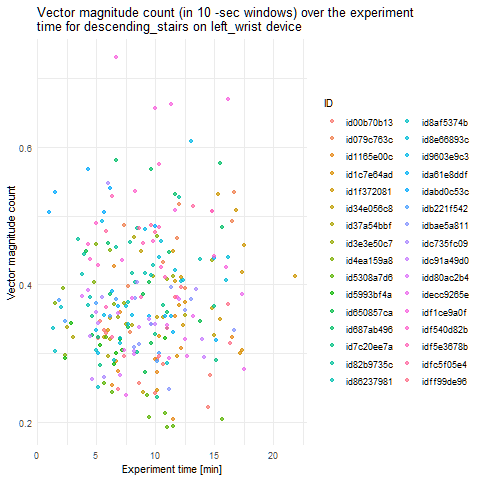 Vector magnitude count (in 10 -sec windows) over the experiment
time for descending_stairs on left_wrist device
Vector magnitude count
0.6
0.4
0.2
0
5
10
15
20
Experiment time [min]
ID
id00b70b13
id079c763c
id1165e00c
id1c7e64ad
id1f372081
id34e056c8
id37a54bbf
id3e3e50c7
id4ea159a8
id5308a7d6
id5993bf4a
id650857ca
id687ab496
id7c20ee7a
id82b9735c
id86237981
id8af5374b
id8e66893c
id9603e9c3
ida61e8ddf
idabd0c53c
idb221f542
idbae5a811
idc735fc09
idc91a49d0
idd80ac2b4
idecc9265e
idf1ce9a0f
idf540d82b
idf5e3678b
idfc5f05e4
idff99de96